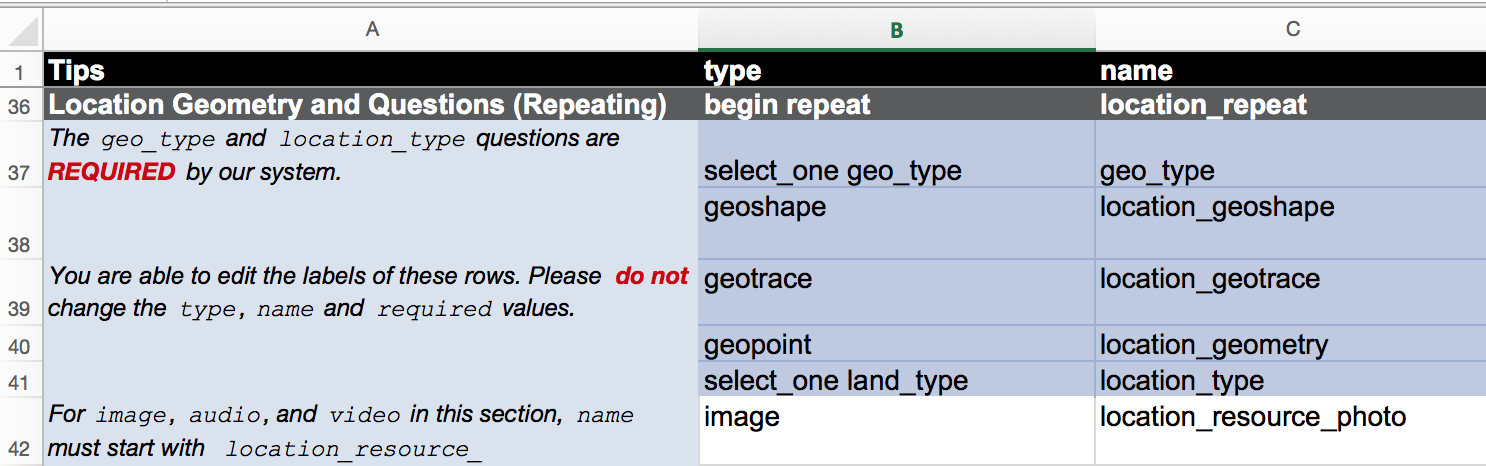 A B C
1 Tips type name
36 Location Geometry and Questions (Repeating) begin repeat location_repeat
The geo_type and location_type questions are
37 REQUIRED by our system. select_one geo_type geo_type
geoshape location_geoshape
38
You are able to edit the labels of these rows. Please do not geotrace location_geotrace
39 change the type, name and required values.
40 geopoint location_geometry
41 select_one land_type location_type
For image, audio, and video in this section, name image location_resource_photo
42 must start with location_resource_